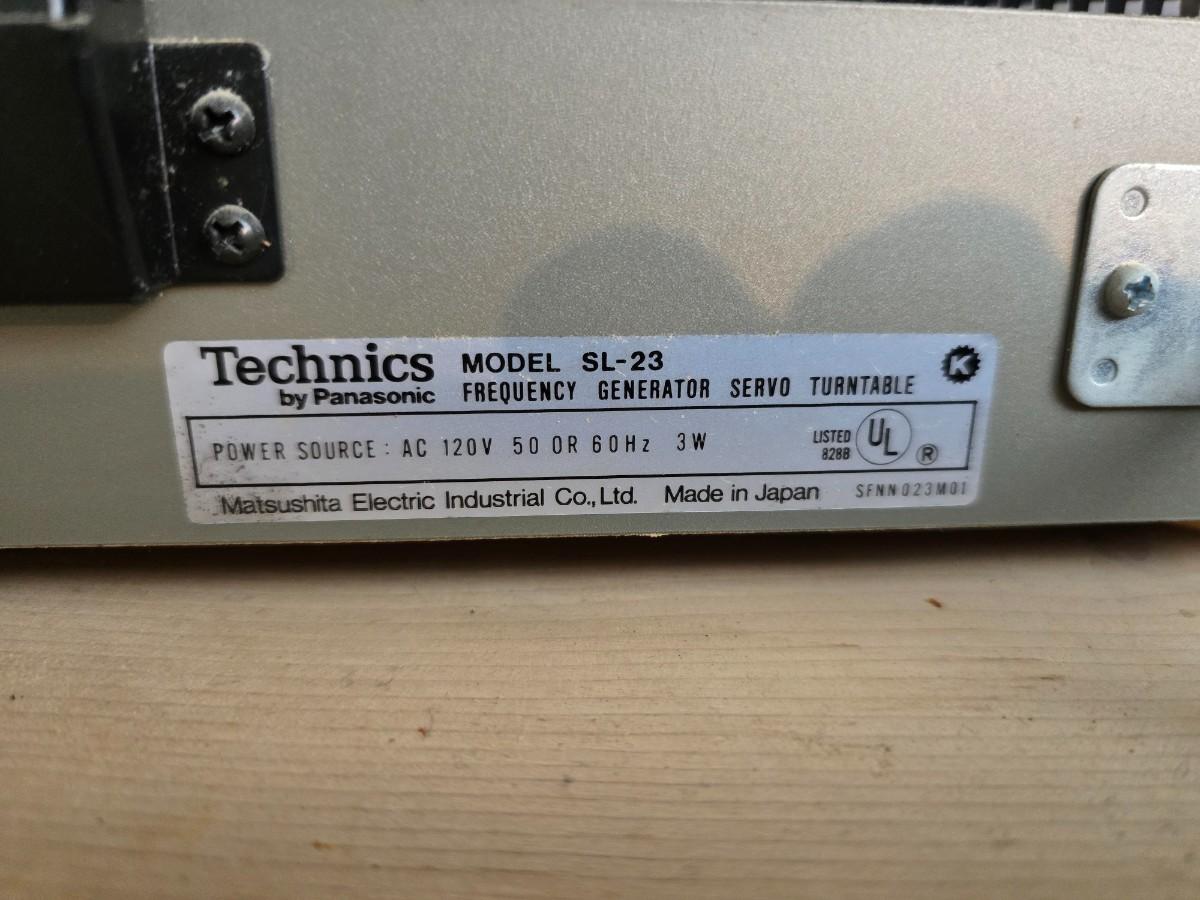 Technics MODEL SL-23
by Panasonic FREQUENCY GENERATOR SERVO TURNTABLE
K
POWER SOURCE: AC 120V 50 OR 60Hz 3W
LISTED
828B
UL
®
Matsushita Electric Industrial Co., Ltd. Made in Japan SFNN023M01